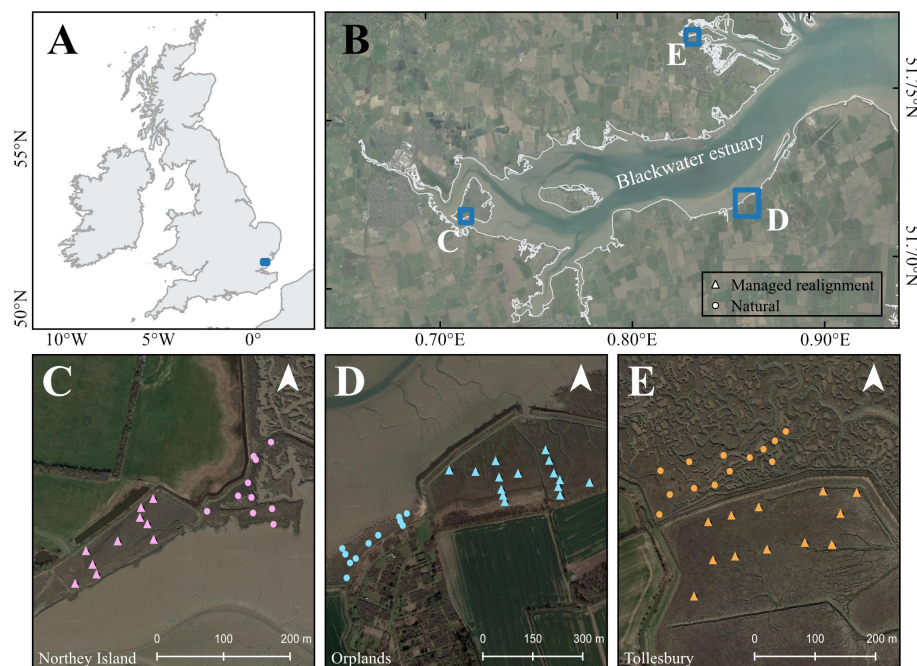 A
55°N
50°N
10°W 5°W 0°
B
E
Blackwater estuary
C
D
51.75°N
51.70°N
Managed realignment
Natural
0.70°E 0.80°E 0.90°E
C
Northey Island
0 100 200 m
D
Orplands
0 150 300 m
E
Tollesbury
0 100 200 m